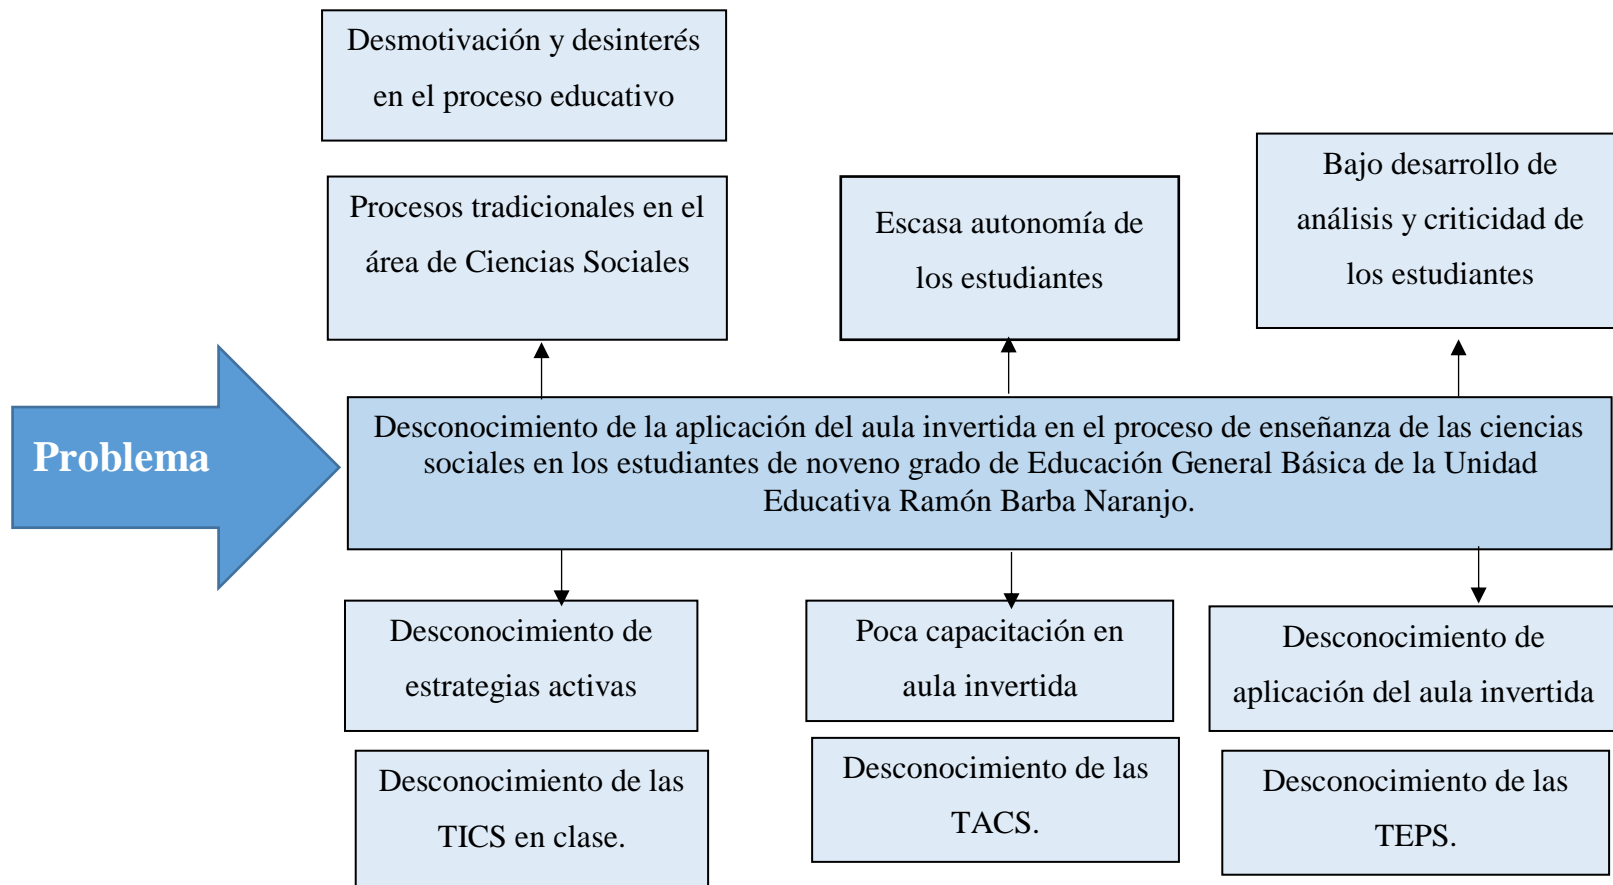 Desmotivación y desinterés
en el proceso educativo
Procesos tradicionales en el
área de Ciencias Sociales
Escasa autonomía de
los estudiantes
Bajo desarrollo de
análisis y criticidad de
los estudiantes
Problema
Desconocimiento de la aplicación del aula invertida en el proceso de enseñanza de las ciencias
sociales en los estudiantes de noveno grado de Educación General Básica de la Unidad
Educativa Ramón Barba Naranjo.
Desconocimiento de
estrategias activas
Poca capacitación en
aula invertida
Desconocimiento de
aplicación del aula invertida
Desconocimiento de las
TICS en clase.
Desconocimiento de las
TACS.
Desconocimiento de las
TEPS.